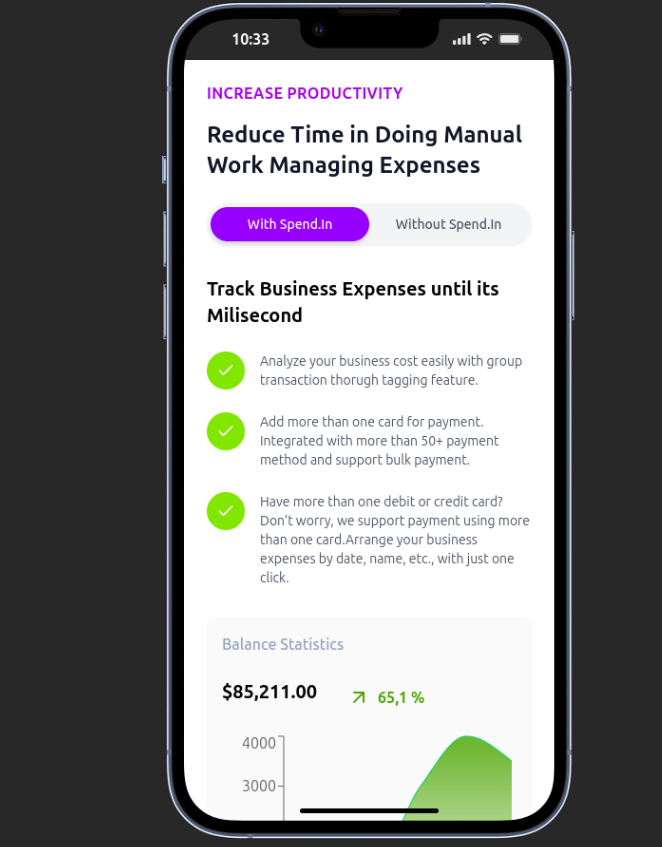 10:33
INCREASE PRODUCTIVITY
Reduce Time in Doing Manual
Work Managing Expenses
With Spend.In
Without Spend.In
Track Business Expenses until its
Milisecond
Analyze your business cost easily with group
transaction thorugh tagging feature.
Add more than one card for payment.
Integrated with more than 50+ payment
method and support bulk payment.
Have more than one debit or credit card?
Don't worry, we support payment using more
than one card.Arrange your business
expenses by date, name, etc., with just one
click.
Balance Statistics
$85,211.00
65,1 %
4000
3000